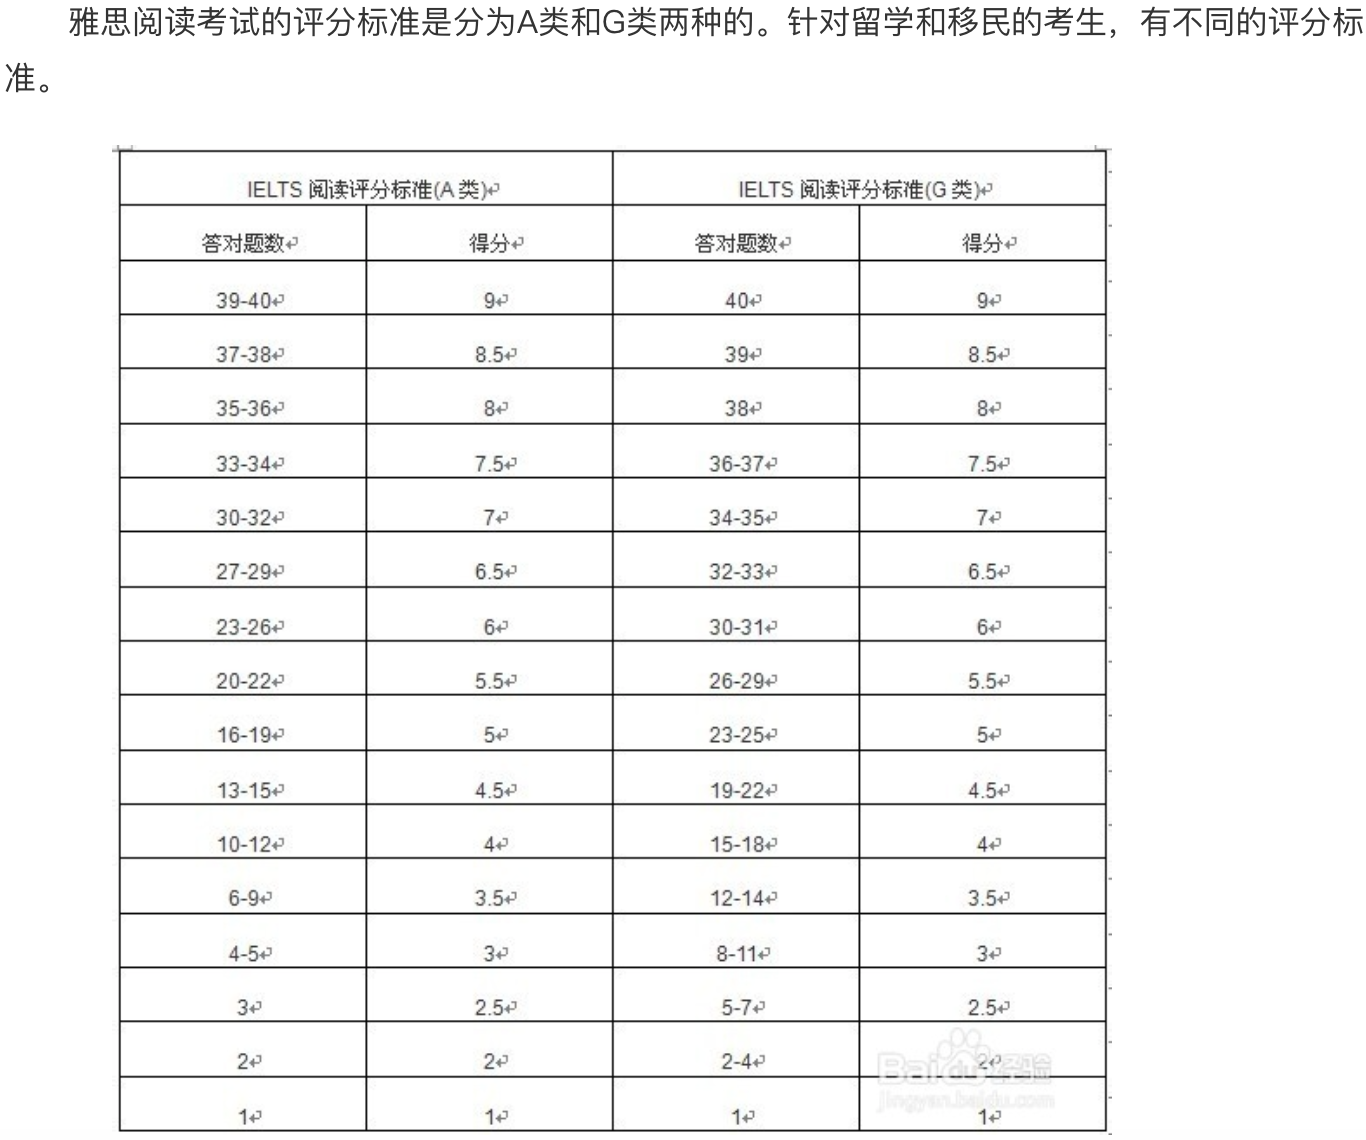 雅思阅读考试的评分标准是分为A类和G类两种的。针对留学和移民的考生，有不同的评分标
准。
IELTS 阅读评分标准(A 类) IELTS 阅读评分标准(G 类)
答对题数 得分 答对题数 得分
39-40 9 40 9
37-38 8.5 39 8.5
35-36 8 38 8
33-34 7.5 36-37 7.5
30-32 7 34-35 7
27-29 6.5 32-33 6.5
23-26 6 30-31 6
20-22 5.5 26-29 5.5
16-19 5 23-25 5
13-15 4.5 19-22 4.5
10-12 4 15-18 4
6-9 3.5 12-14 3.5
4-5 3 8-11 3
3 2.5 5-7 2.5
2 2 2-4 2
1 1 1 1
Baidu 经验
jingyan.baidu.com